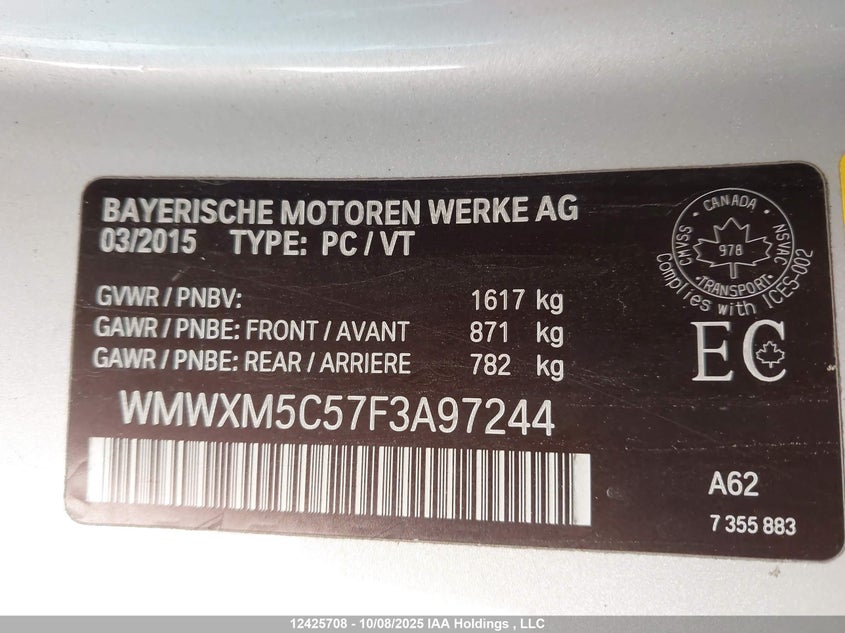 BAYERISCHE MOTOREN WERKE AG
03/2015 TYPE: PC / VT
GVWR / PNBV: 1617 kg
GAWR / PNBE: FRONT / AVANT 871 kg
GAWR / PNBE: REAR / ARRIERE 782 kg
WMWXM5C57F3A97244
CANADA
CMVSS
978
NSVAC
TRANSPORT
Complies with ICES-002
EC
A62
7 355 883
12425708 - 10/08/2025 IAA Holdings , LLC